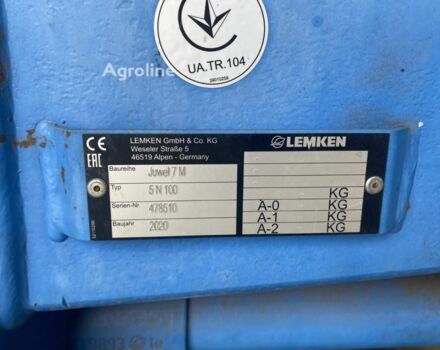 UA.TR.104
Agroline
LEMKEN GmbH & Co. KG
Weseler Straße 5
46519 Alpen - Germany
LEMKEN
CE
EAC
Baureihe
Juwel 7 M
Typ
5 N 100
KG
Serien-Nr.
478510
A-0 KG
A-1 KG
Baujahr
2020
A-2 KG